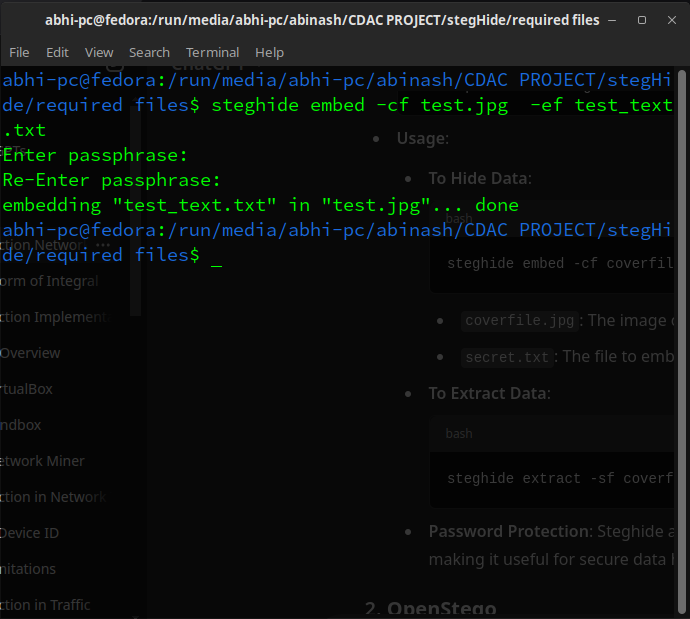 abhi-pc@fedora:/run/media/abhi-pc/abinash/CDAC PROJECT/stegHide/required files
File Edit View Search Terminal Help
abhi-pc@fedora:/run/media/abhi-pc/abinash/CDAC PROJECT/stegHi
de/required files$ steghide embed -cf test.jpg  -ef test_text
.txt
Enter passphrase:
Re-Enter passphrase:
embedding "test_text.txt" in "test.jpg"... done
abhi-pc@fedora:/run/media/abhi-pc/abinash/CDAC PROJECT/stegHi
de/required files$ _
Usage:
To Hide Data:
bash
steghide embed -cf coverfil
coverfile.jpg: The image
secret.txt: The file to emb
To Extract Data:
bash
steghide extract -sf coverf
Password Protection: Steghide a
making it useful for secure data
2. OpenStego
ction Networ ...
orm of Integral
ction Implement
Overview
rtualBox
ndbox
etwork Miner
ction in Network
Device ID
mitations
ction in Traffic